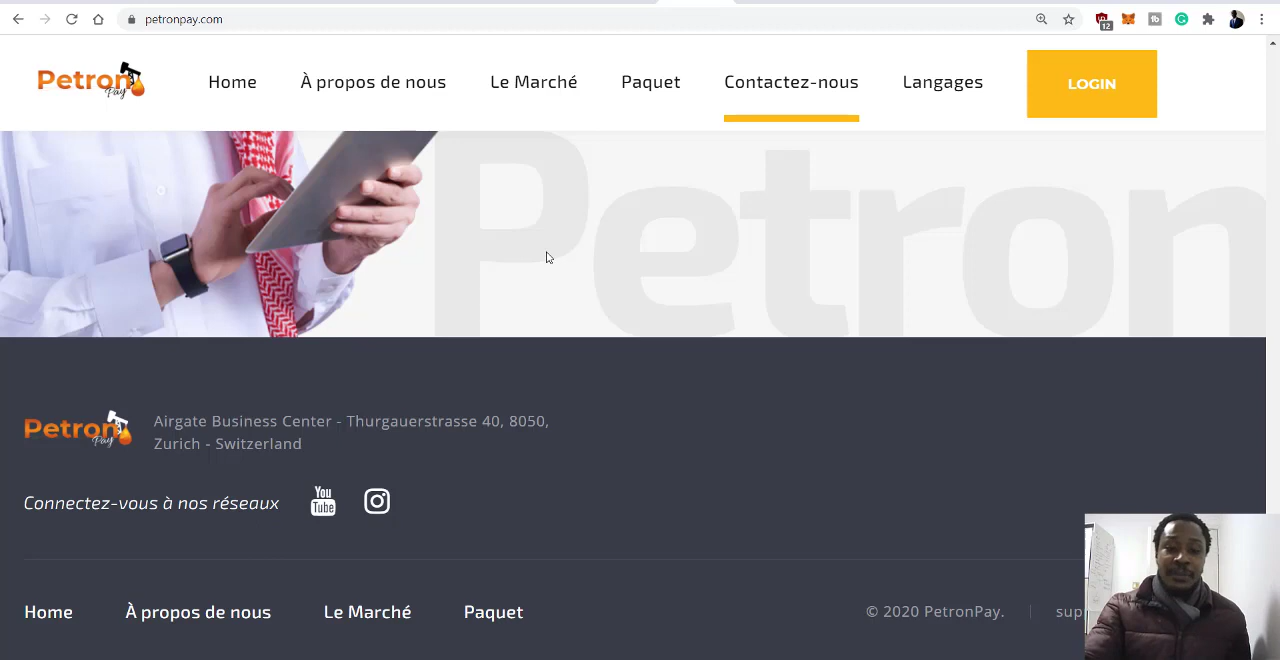 petronpay.com
12
Petron
Pay
Home
À propos de nous
Le Marché
Paquet
Contactez-nous
Langages
LOGIN
Petron
Petron
Pay
Airgate Business Center - Thurgauerstrasse 40, 8050,
Zurich - Switzerland
Connectez-vous à nos réseaux
You
Tube
Home
À propos de nous
Le Marché
Paquet
© 2020 PetronPay.
sup